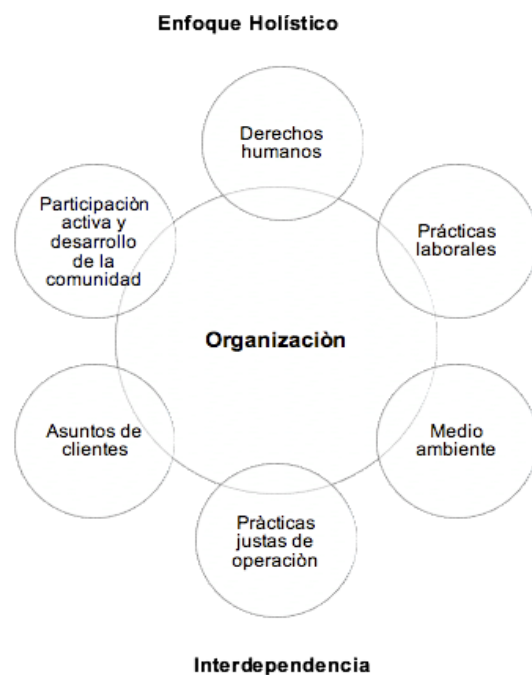 Enfoque Holístico
Derechos
humanos
Participaciòn
activa y
desarrollo
de la
comunidad
Prácticas
laborales
Organizaciòn
Asuntos de
clientes
Medio
ambiente
Pràcticas
justas de
operaciòn
Interdependencia